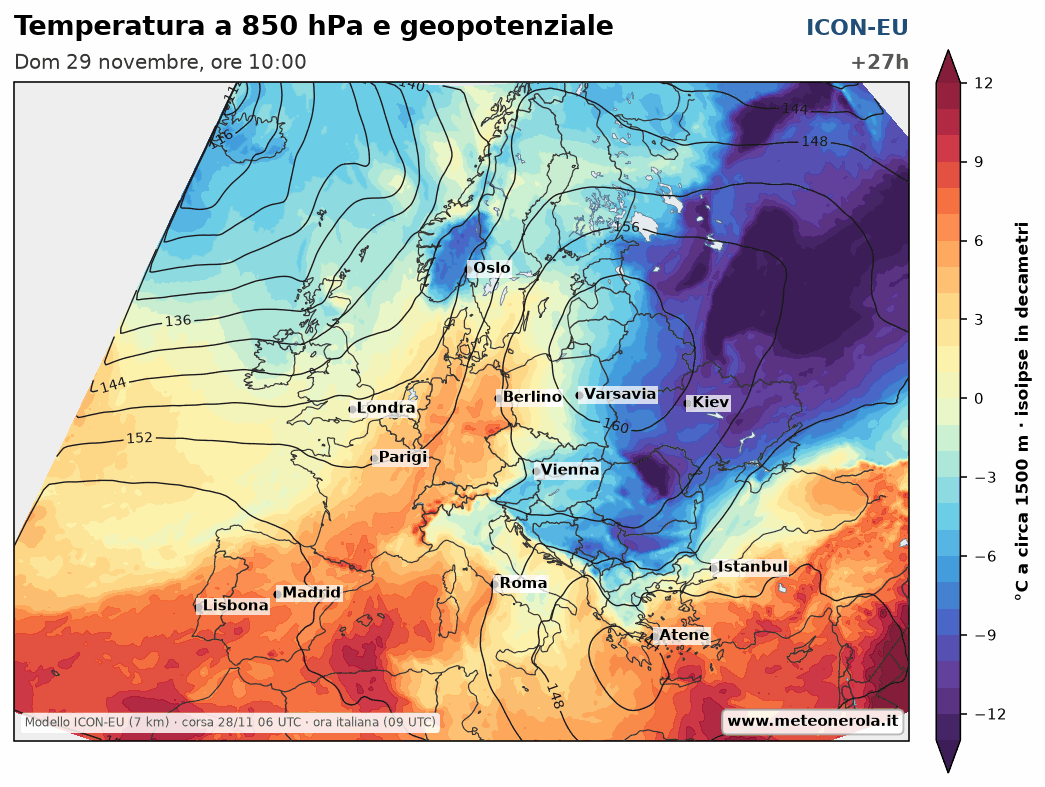 Temperatura a 850 hPa e geopotenziale
ICON-EU
Dom 29 novembre, ore 10:00
+27h
140
144
148
156
136
144
152
160
148
Oslo
Londra
Berlino
Varsavia
Kiev
Parigi
Vienna
Roma
Istanbul
Madrid
Lisbona
Atene
12
9
6
3
0
−3
−6
−9
−12
°C a circa 1500 m · isoipse in decametri
Modello ICON-EU (7 km) · corsa 28/11 06 UTC · ora italiana (09 UTC)
www.meteonerola.it